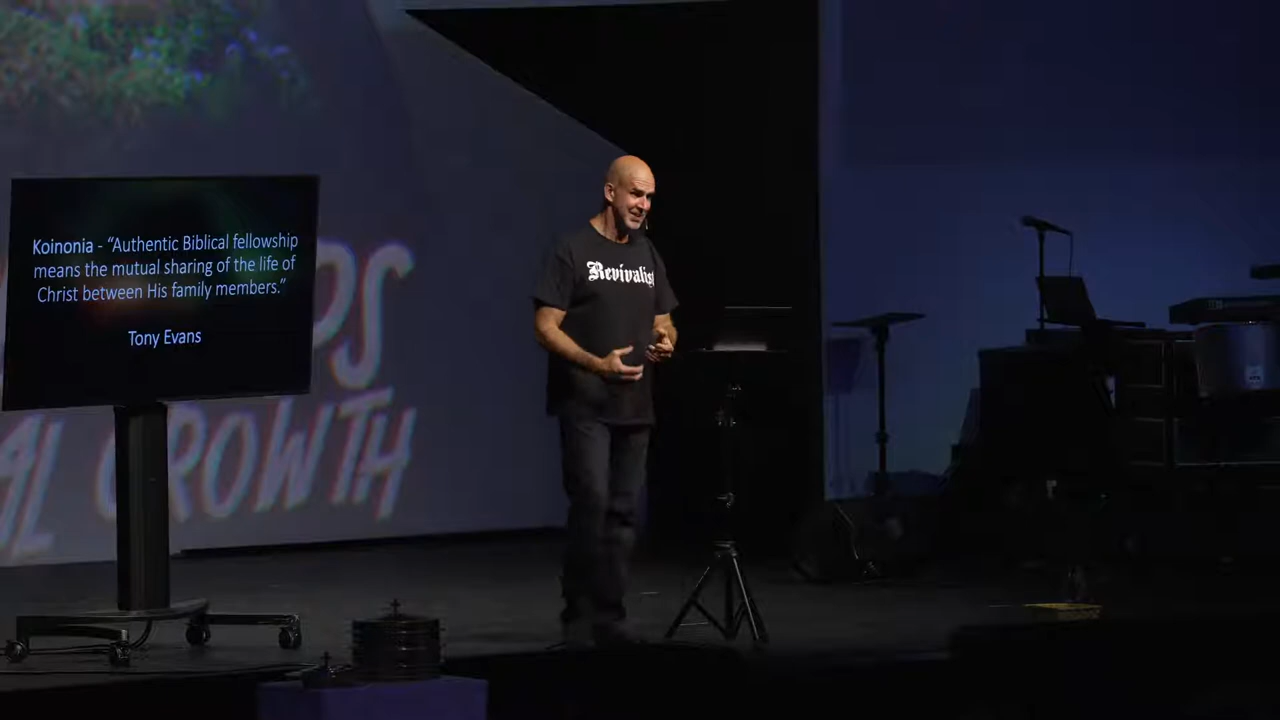 Koinonia - “Authentic Biblical fellowship
means the mutual sharing of the life of
Christ between His family members.”
Tony Evans
Revivalist
GROWTH